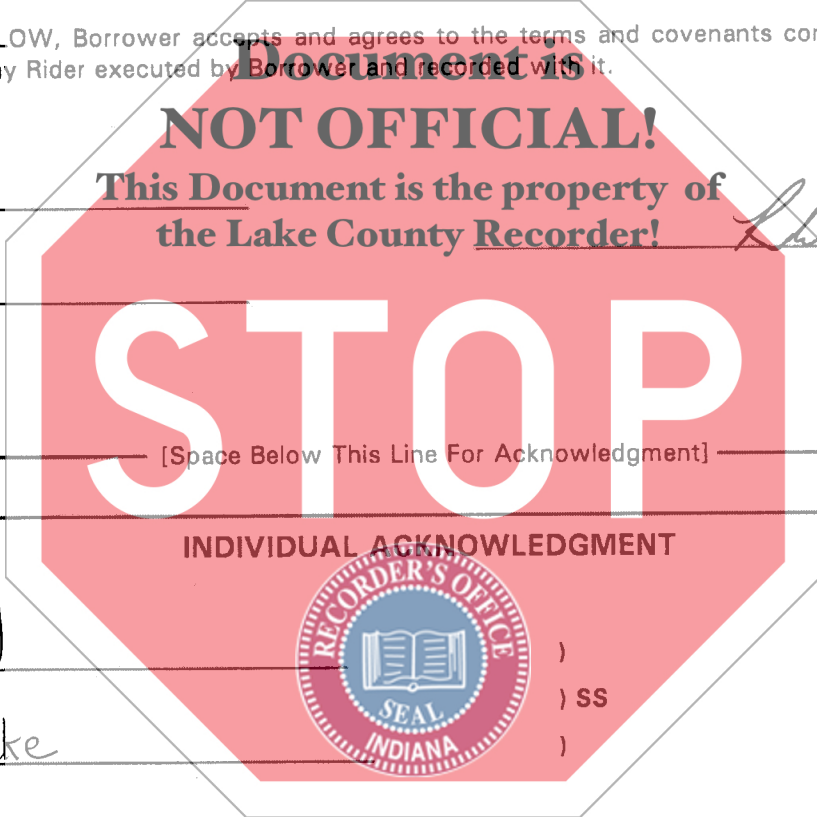 LOW, Borrower accepts and agrees to the terms and covenants
Rider executed by Borrower and recorded with it.
Document is
NOT OFFICIAL!
This Document is the property of
the Lake County Recorder!
STOP
[Space Below This Line For Acknowledgment]
INDIVIDUAL ACKNOWLEDGMENT
RECORDER'S OFFICE
SEAL
INDIANA
)
) SS
)
ke